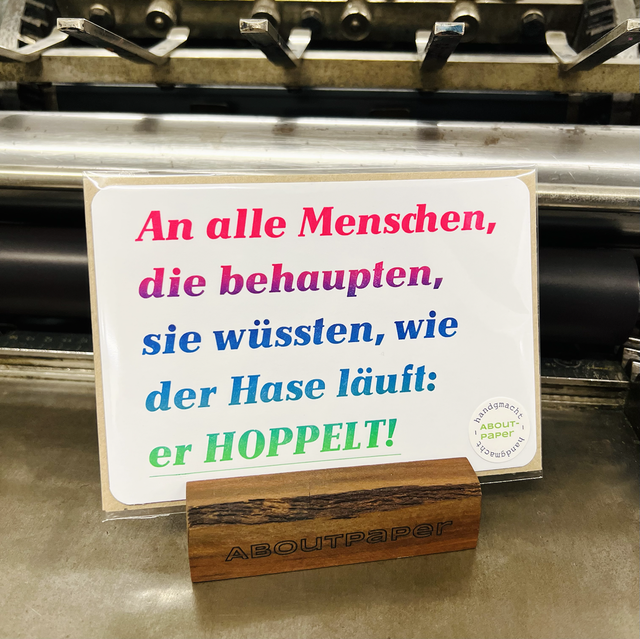 An alle Menschen,
die behaupten,
sie wüssten, wie
der Hase läuft:
er HOPPELT!
handgmacht
ABOUT-
PAPER
handgmacht
ABOUTPAPER